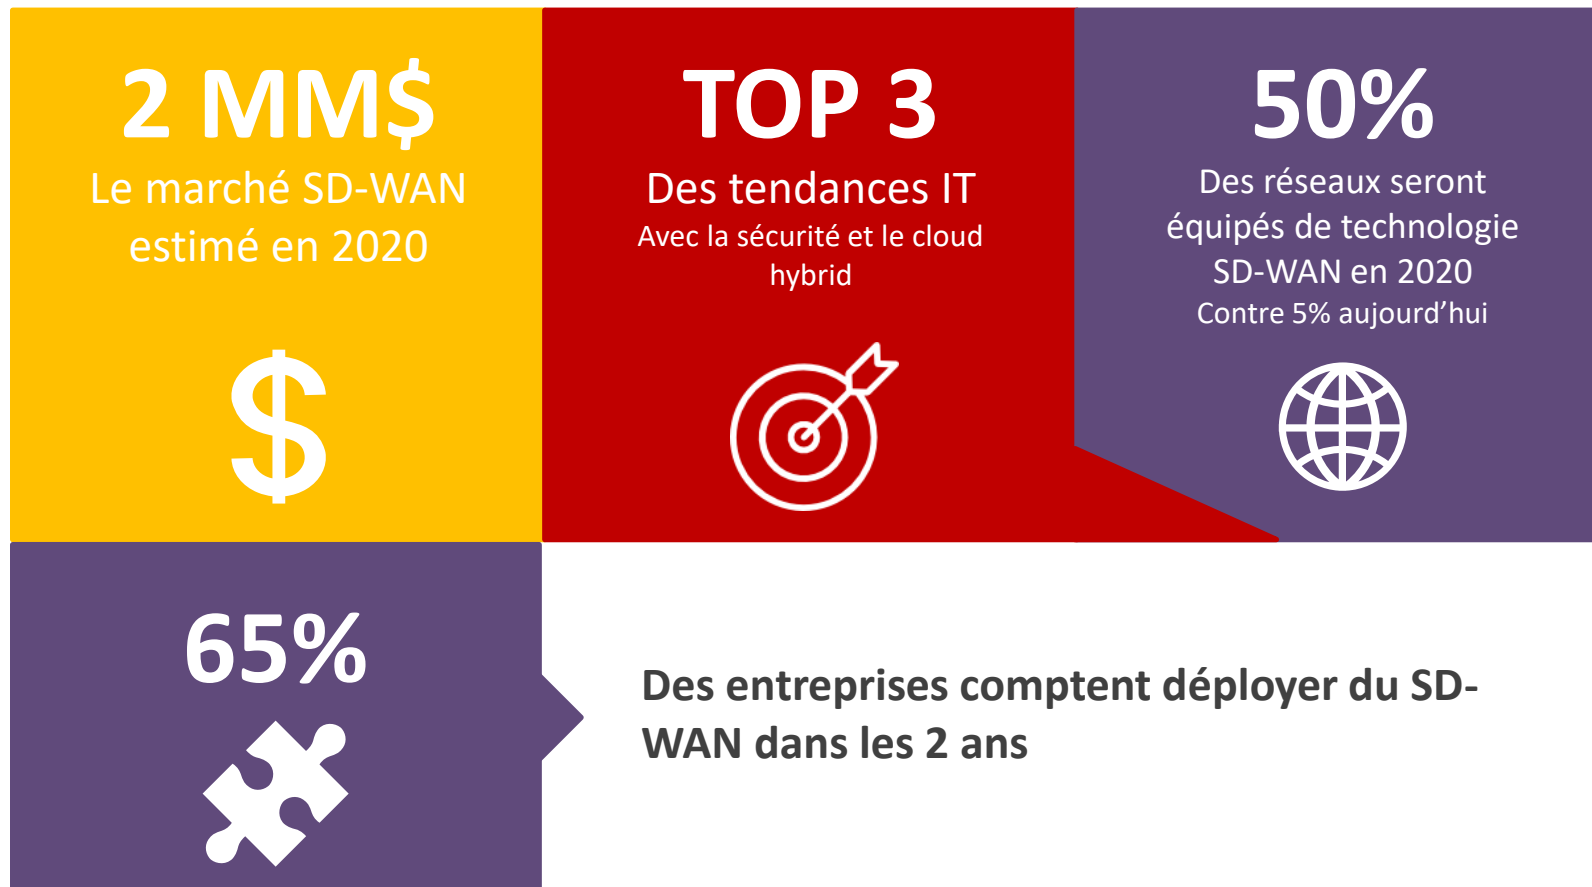 2 MM$
Le marché SD-WAN
estimé en 2020
TOP 3
Des tendances IT
Avec la sécurité et le cloud
hybrid
50%
Des réseaux seront
équipés de technologie
SD-WAN en 2020
Contre 5% aujourd’hui
65%
Des entreprises comptent déployer du SD-
WAN dans les 2 ans